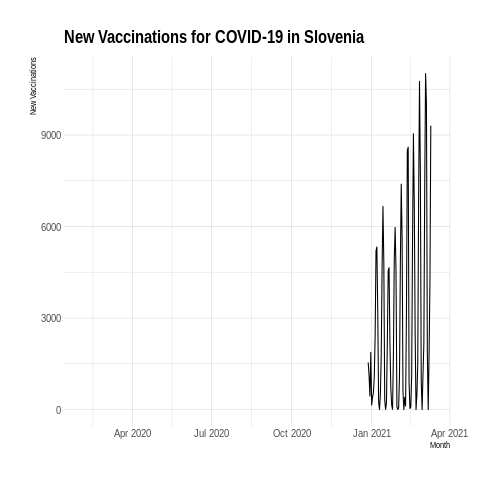 New Vaccinations for COVID-19 in Slovenia
New Vaccinations
9000
6000
3000
0
Apr 2020 Jul 2020 Oct 2020 Jan 2021 Apr 2021
Month